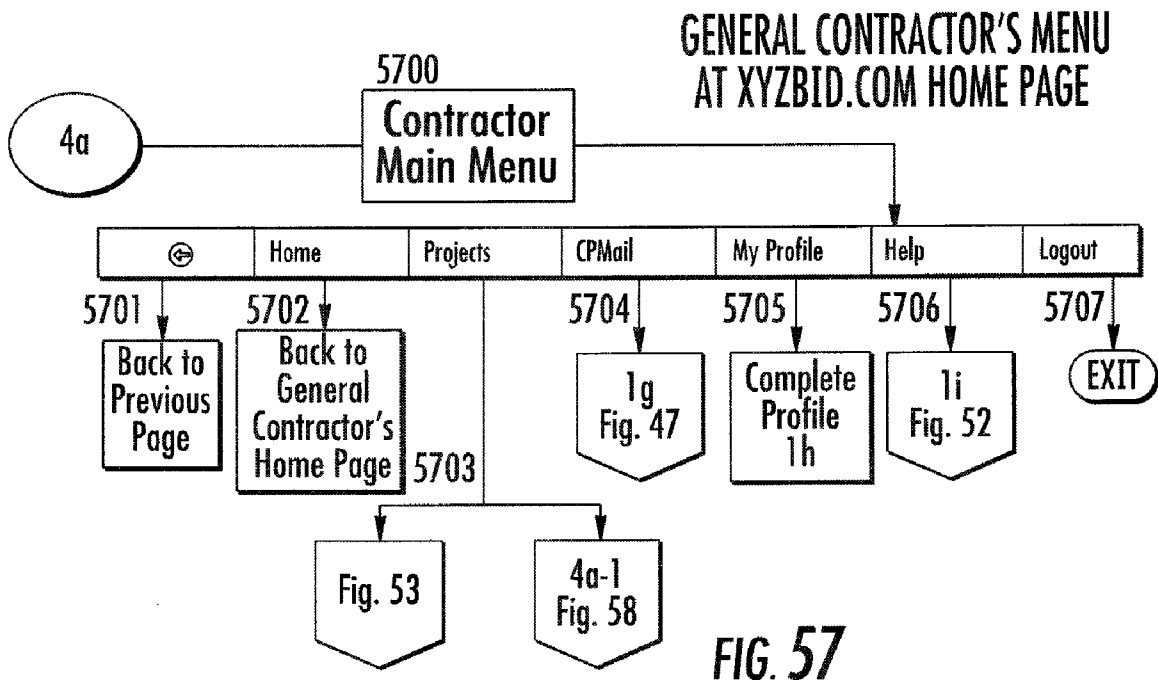 GENERAL CONTRACTOR'S MENU
AT XYZBID.COM HOME PAGE
4a
5700
Contractor
Main Menu
Home
Projects
CPMail
My Profile
Help
Logout
5701
Back to
Previous
Page
5702
Back to
General
Contractor's
Home Page
5703
Fig. 53
4a-1
Fig. 58
5704
1g
Fig. 47
5705
Complete
Profile
1h
5706
1i
Fig. 52
5707
EXIT
FIG. 57